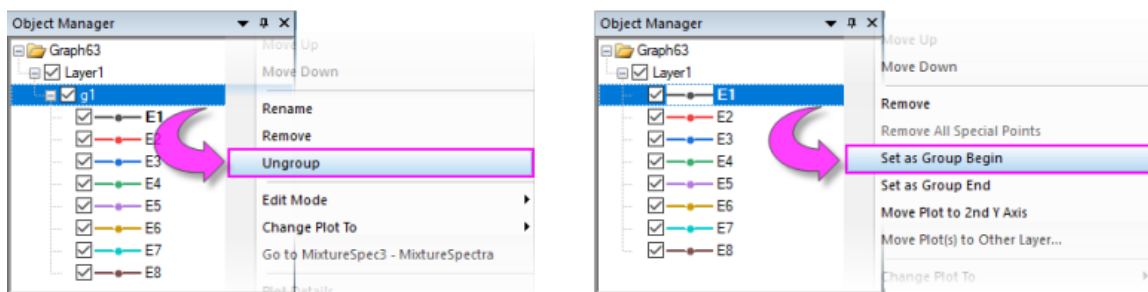 Object Manager
Graph63
Layer1
g1
E1
E2
E3
E4
E5
E6
E7
E8
Move Up
Move Down
Rename
Remove
Ungroup
Edit Mode
Change Plot To
Go to MixtureSpec3 - MixtureSpectra
Plot Details
Object Manager
Graph63
Layer1
E1
E2
E3
E4
E5
E6
E7
E8
Move Up
Move Down
Remove
Remove All Special Points
Set as Group Begin
Set as Group End
Move Plot to 2nd Y Axis
Move Plot(s) to Other Layer...
Change Plot To